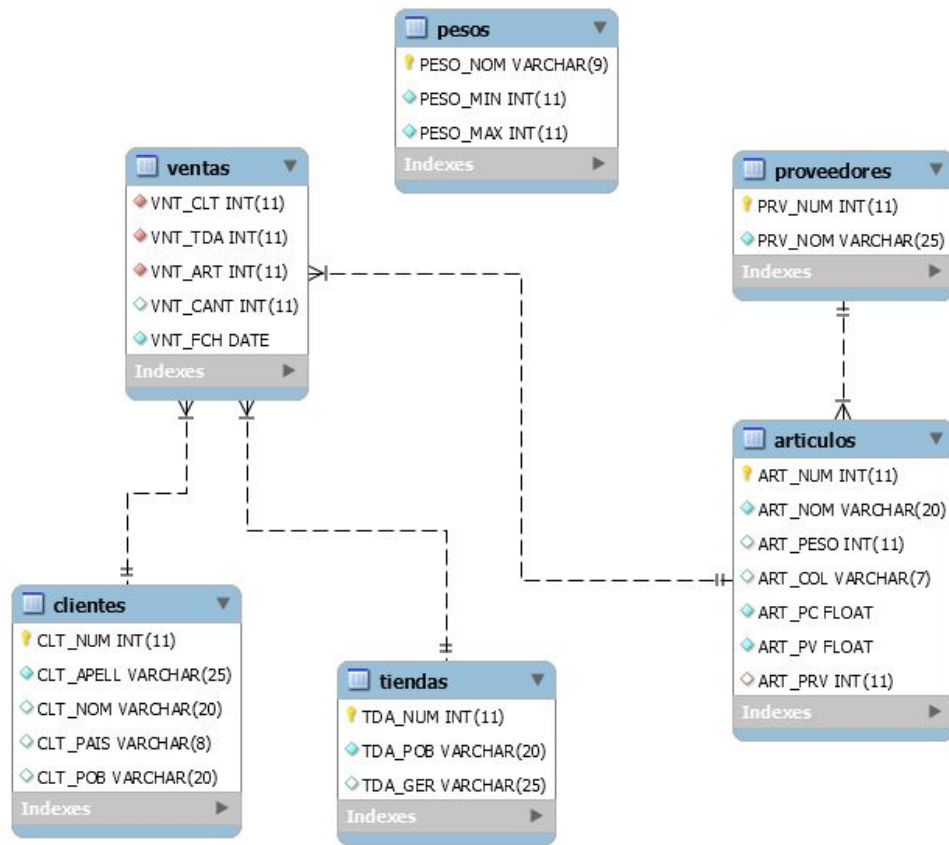 pesos
PESO_NOM VARCHAR(9)
PESO_MIN INT(11)
PESO_MAX INT(11)
Indexes
ventas
VNT_CLT INT(11)
VNT_TDA INT(11)
VNT_ART INT(11)
VNT_CANT INT(11)
VNT_FCH DATE
Indexes
proveedores
PRV_NUM INT(11)
PRV_NOM VARCHAR(25)
Indexes
articulos
ART_NUM INT(11)
ART_NOM VARCHAR(20)
ART_PESO INT(11)
ART_COL VARCHAR(7)
ART_PC FLOAT
ART_PV FLOAT
ART_PRV INT(11)
Indexes
clientes
CLT_NUM INT(11)
CLT_APELL VARCHAR(25)
CLT_NOM VARCHAR(20)
CLT_PAIS VARCHAR(8)
CLT_POB VARCHAR(20)
Indexes
tiendas
TDA_NUM INT(11)
TDA_POB VARCHAR(20)
TDA_GER VARCHAR(25)
Indexes